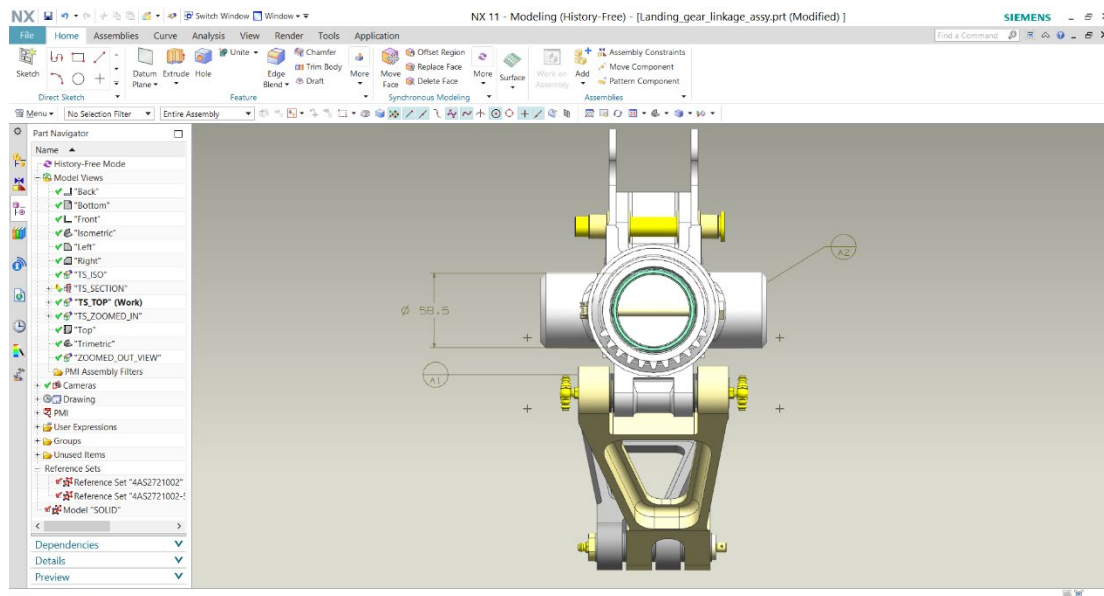 NX Switch Window Window NX 11 - Modeling (History-Free) - [Landing_gear_linkage_assy.prt (Modified) ] SIEMENS
File Home Assemblies Curve Analysis View Render Tools Application Find a Command
Unite Chamfer Offset Region Assembly Constraints
Trim Body Replace Face Move Component
Draft Delete Face Pattern Component
Sketch Datum Plane Extrude Hole Edge Blend More Move Face More Surface Work on Assembly Add
Direct Sketch Feature Synchronous Modeling Assemblies
Menu No Selection Filter Entire Assembly
Part Navigator
Name
History-Free Mode
Model Views
"Back"
"Bottom"
"Front"
"Isometric"
"Left"
"Right"
"TS_ISO"
"TS_SECTION"
"TS_TOP" (Work)
"TS_ZOOMED_IN"
"Top"
"Trimetric"
"ZOOMED_OUT_VIEW"
PMI Assembly Filters
Cameras
Drawing
PMI
User Expressions
Groups
Unused Items
Reference Sets
Reference Set "4AS2721002"
Reference Set "4AS2721002-
Model "SOLID"
Dependencies
Details
Preview
A2
Ø 58.5
A1